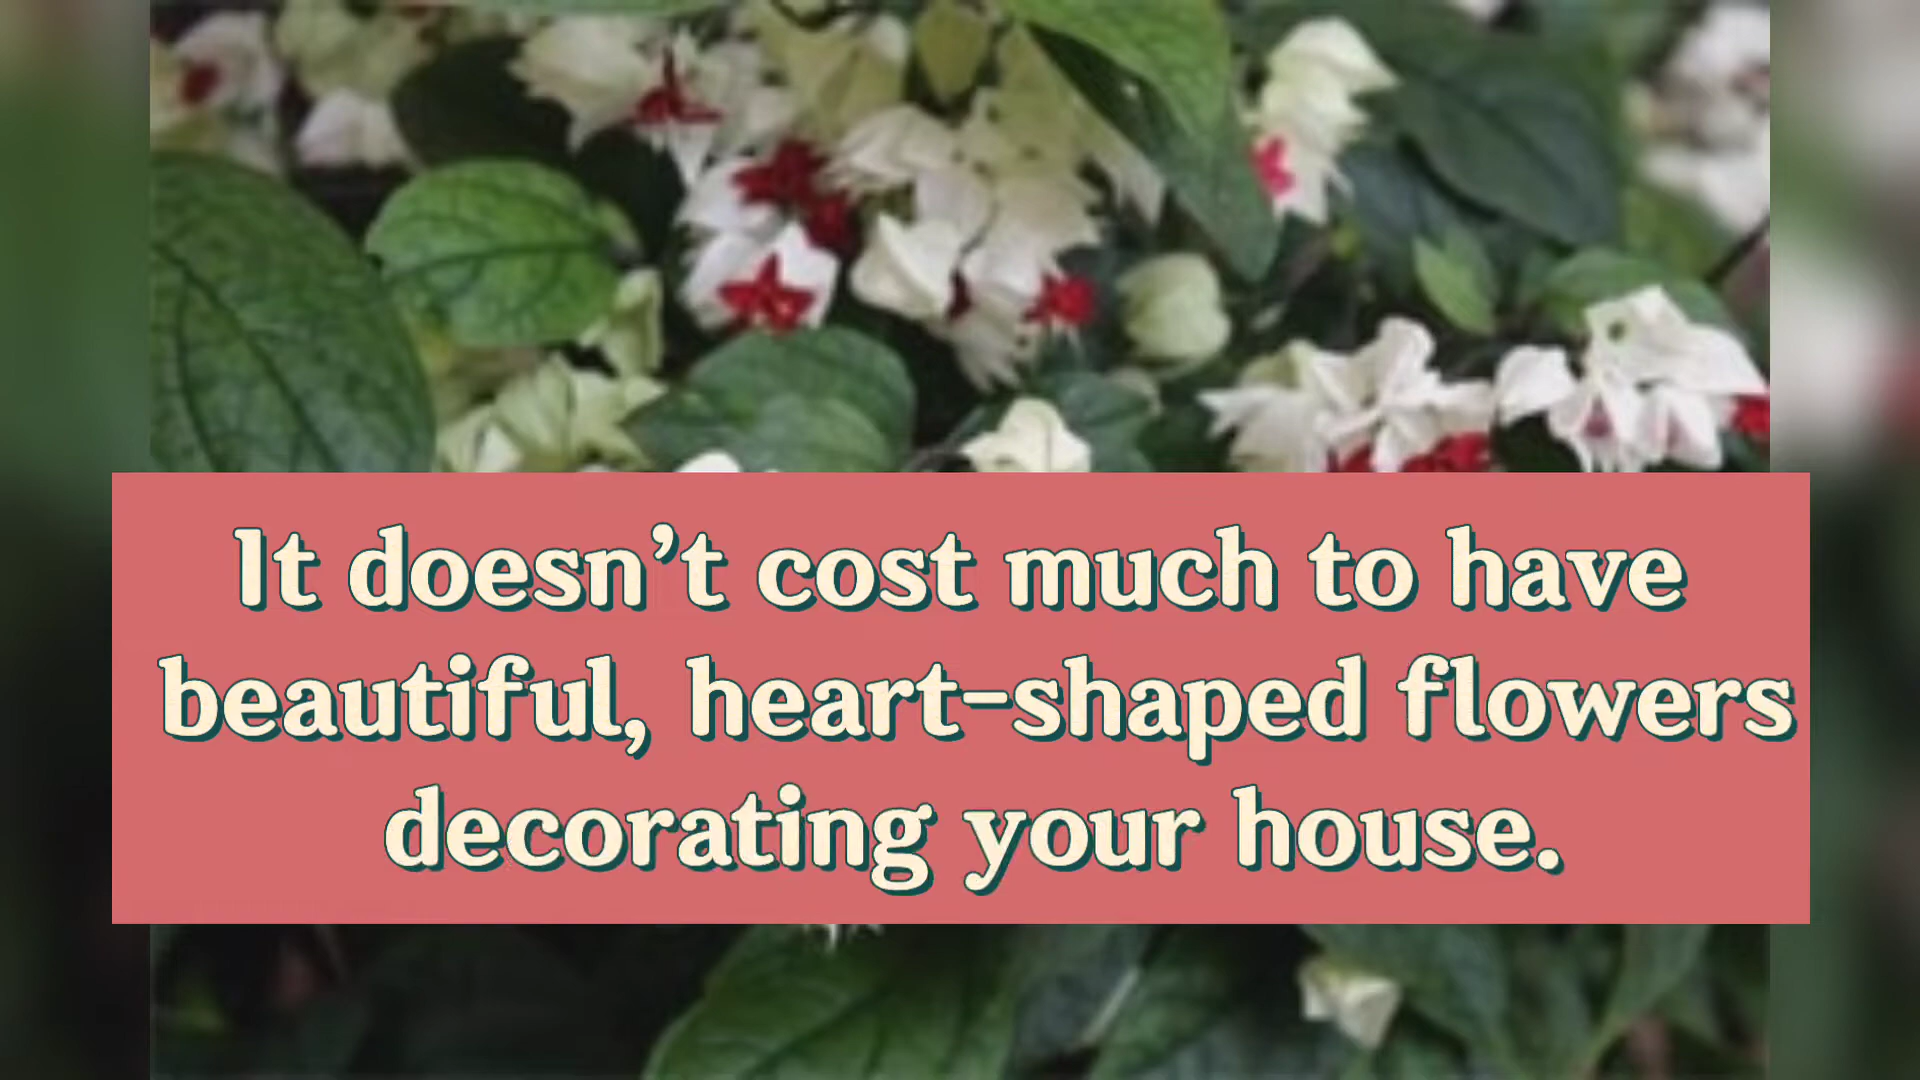 It doesn’t cost much to have
beautiful, heart-shaped flowers
decorating your house.